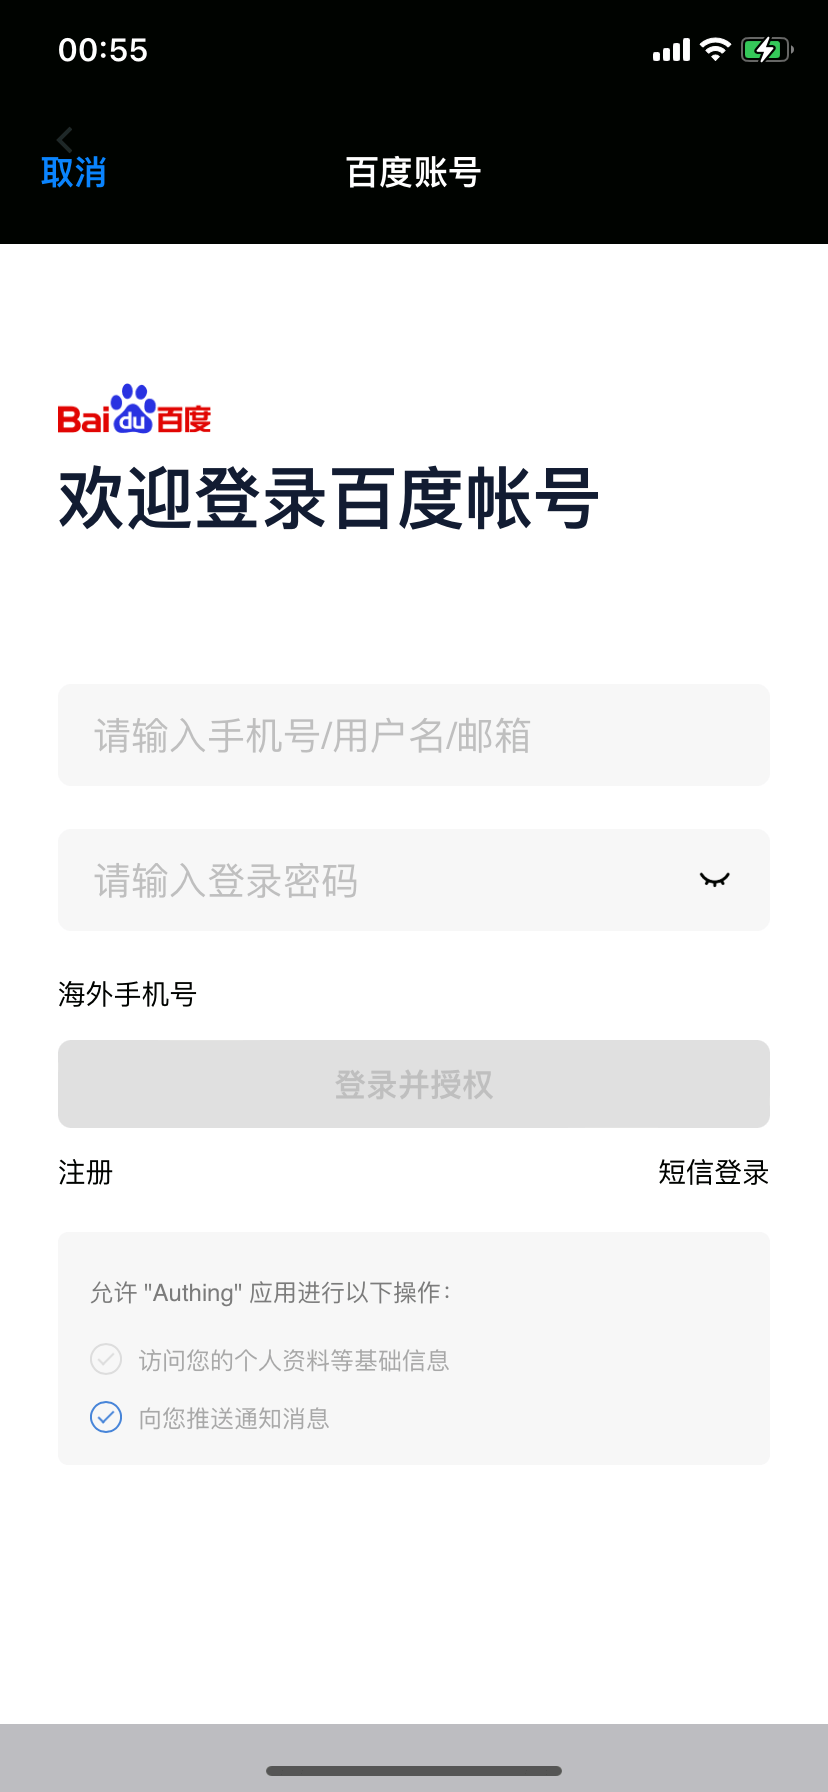 00:55
取消
百度账号
Bai du 百度
欢迎登录百度帐号
请输入手机号/用户名/邮箱
请输入登录密码
海外手机号
登录并授权
注册
短信登录
允许 "Authing" 应用进行以下操作：
访问您的个人资料等基础信息
向您推送通知消息